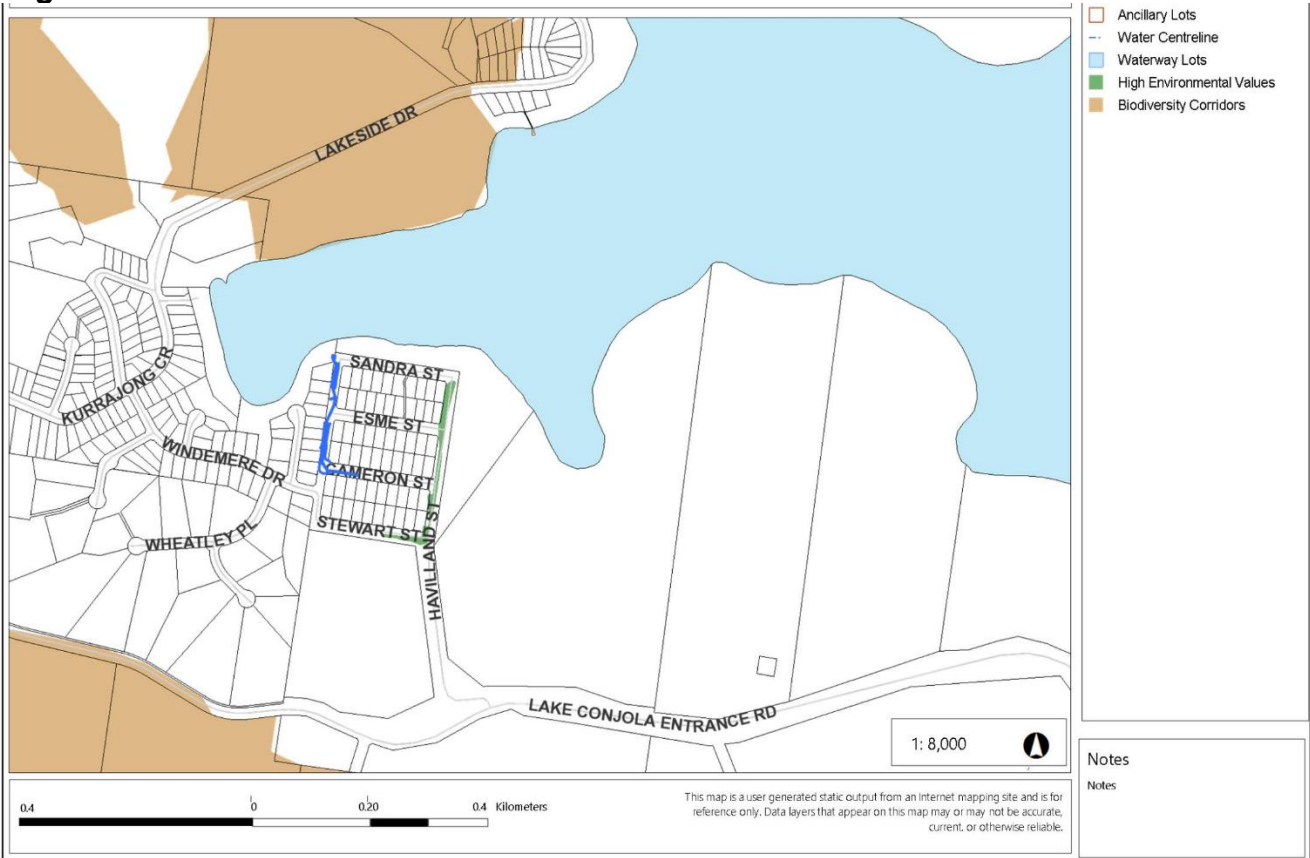 Ancillary Lots
Water Centreline
Waterway Lots
High Environmental Values
Biodiversity Corridors
LAKESIDE DR
KURRAJONG CR
SANDRA ST
ESME ST
WINDEMERE DR
CAMERON ST
STEWART ST
WHEATLEY PL
HAVILLAND ST
LAKE CONJOLA ENTRANCE RD
1: 8,000
Notes
Notes
0.4 0 0.20 0.4 Kilometers
This map is a user generated static output from an Internet mapping site and is for
reference only. Data layers that appear on this map may or may not be accurate,
current, or otherwise reliable.